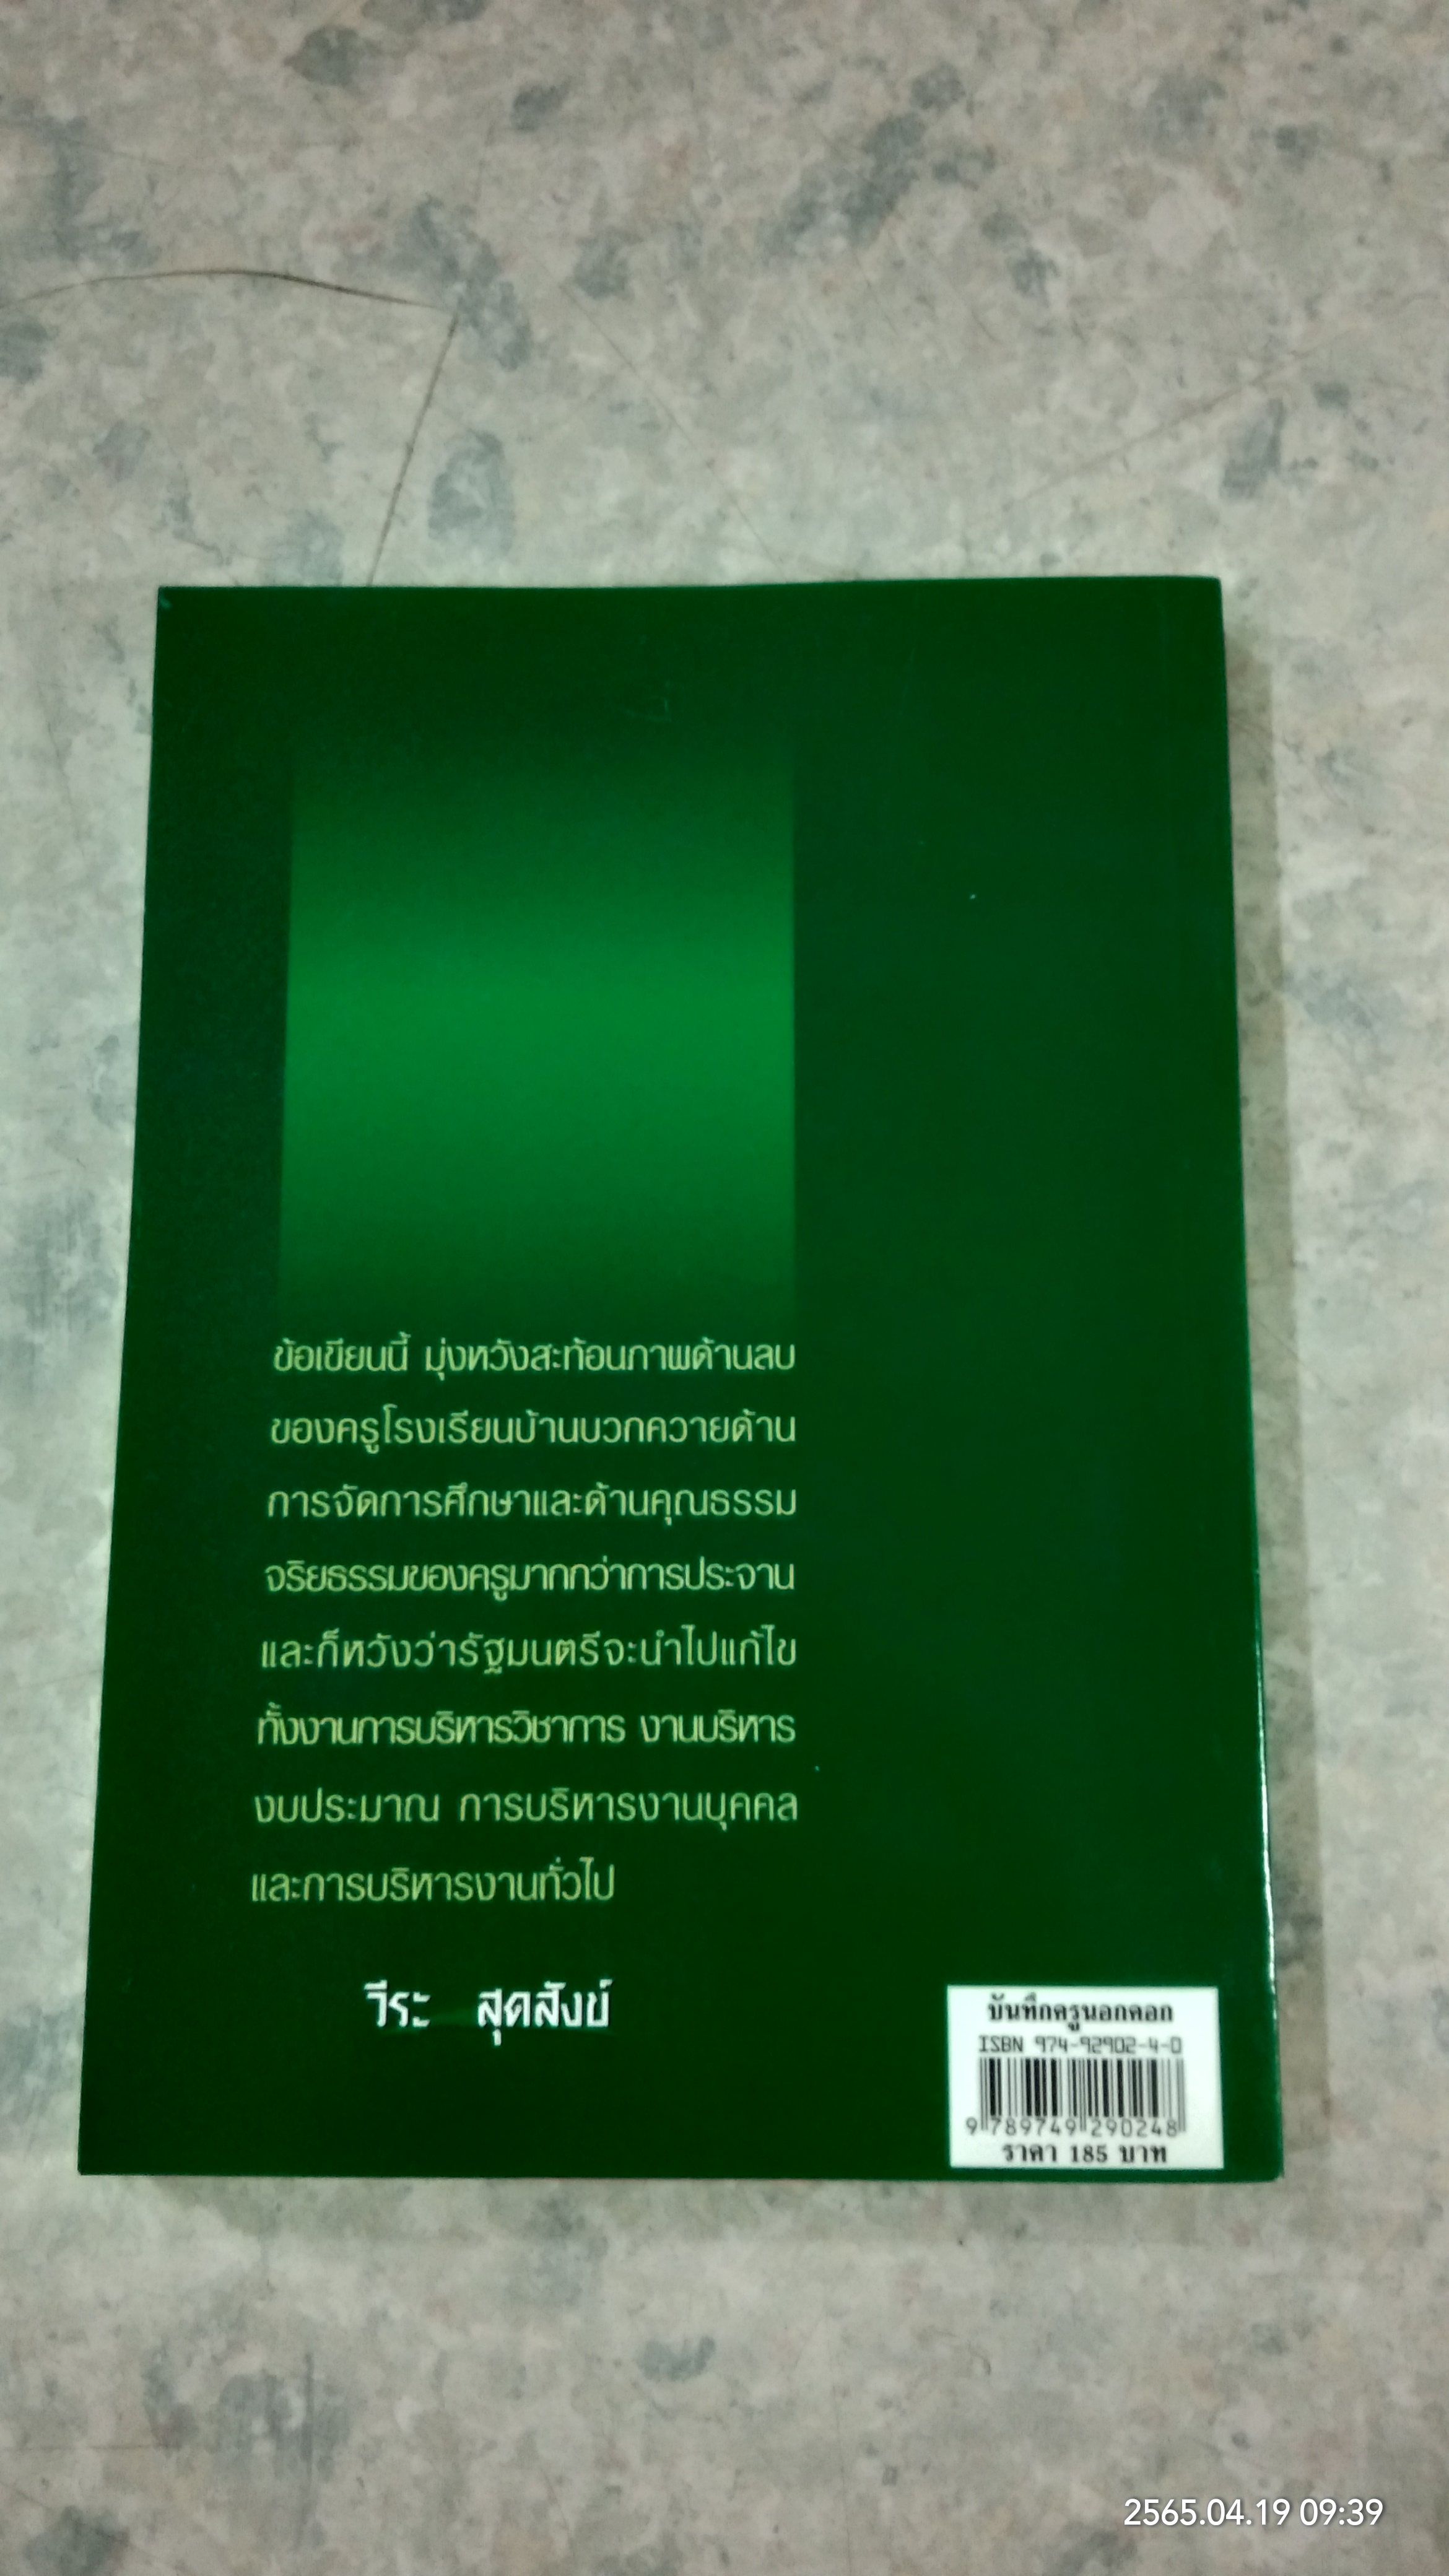 ข้อเขียนนี้ มุ่งหวังสะท้อนภาพด้านลบ
ของครูโรงเรียนบ้านบวกควายด้าน
การจัดการศึกษาและด้านคุณธรรม
จริยธรรมของครูมากกว่าการประจาน
และก็หวังว่ารัฐมนตรีจะนำไปแก้ไข
ทั้งงานการบริหารวิชาการ งานบริหาร
งบประมาณ การบริหารงานบุคคล
และการบริหารงานทั่วไป
วีระ สุดสังข์
บันทึกครูนอกคอก
ISBN 974-92902-4-0
9 789749 290248
ราคา 185 บาท
2565.04.19 09:39